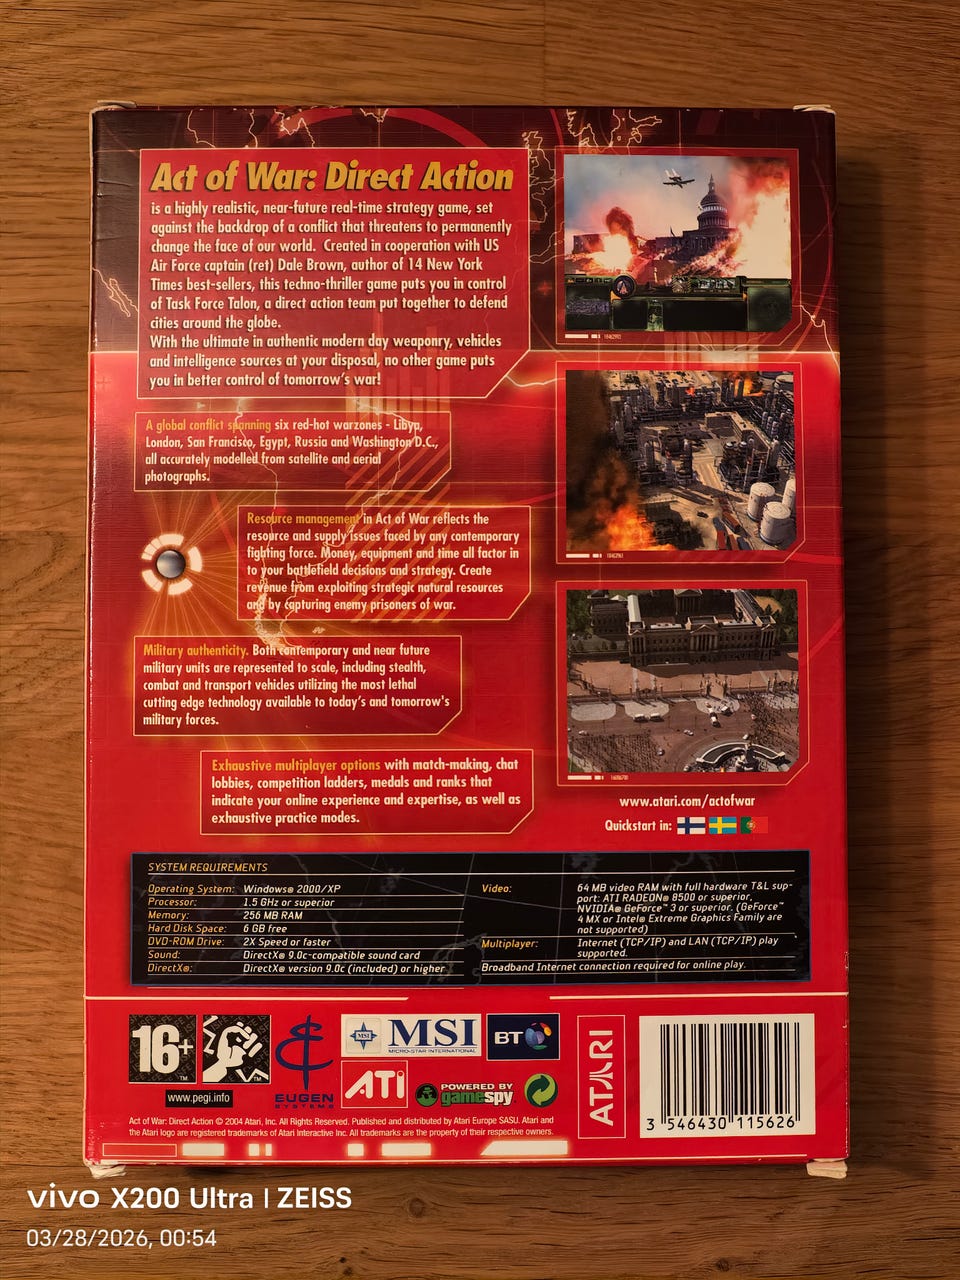 Act of War: Direct Action
is a highly realistic, near-future real-time strategy game, set
against the backdrop of a conflict that threatens to permanently
change the face of our world. Created in cooperation with US
Air Force captain (ret) Dale Brown, author of 14 New York
Times best-sellers, this techno-thriller game puts you in control
of Task Force Talon, a direct action team put together to defend
cities around the globe.
With the ultimate in authentic modern day weaponry, vehicles
and intelligence sources at your disposal, no other game puts
you in better control of tomorrow's war!
A global conflict spanning six red-hot warzones - Libya,
London, San Francisco, Egypt, Russia and Washington D.C.,
all accurately modelled from satellite and aerial
photographs.
Resource management in Act of War reflects the
resource and supply issues faced by any contemporary
fighting force. Money, equipment and time all factor in
to your battlefield decisions and strategy. Create
revenue from exploiting strategic natural resources
and by capturing enemy prisoners of war.
Military authenticity. Both contemporary and near future
military units are represented to scale, including stealth,
combat and transport vehicles utilizing the most lethal
cutting edge technology available to today's and tomorrow's
military forces.
Exhaustive multiplayer options with match-making, chat
lobbies, competition ladders, medals and ranks that
indicate your online experience and expertise, as well as
exhaustive practice modes.
www.atari.com/actofwar
Quickstart in:
SYSTEM REQUIREMENTS
Operating System: Windows® 2000/XP
Processor: 1.5 GHz or superior
Memory: 256 MB RAM
Hard Disk Space: 6 GB free
DVD-ROM Drive: 2X Speed or faster
Sound: DirectX® 9.0c-compatible sound card
DirectX®: DirectX® version 9.0c (included) or higher
Video: 64 MB video RAM with full hardware T&L sup-
port: ATI RADEON® 8500 or superior,
NVIDIA® GeForce™ 3 or superior. (GeForce™
4 MX or Intel® Extreme Graphics Family are
not supported)
Multiplayer: Internet (TCP/IP) and LAN (TCP/IP) play
supported.
Broadband Internet connection required for online play.
16+ TM
TM
www.pegi.info
EUGEN
SYSTEMS
MSI
MICRO-STAR INTERNATIONAL
BT
ATI
POWERED BY
gamespy
ATARI
3 546430 115626
Act of War: Direct Action © 2004 Atari, Inc. All Rights Reserved. Published and distributed by Atari Europe SASU. Atari and
the Atari logo are registered trademarks of Atari Interactive Inc. All trademarks are the property of their respective owners.
vivo X200 Ultra | ZEISS
03/28/2026, 00:54